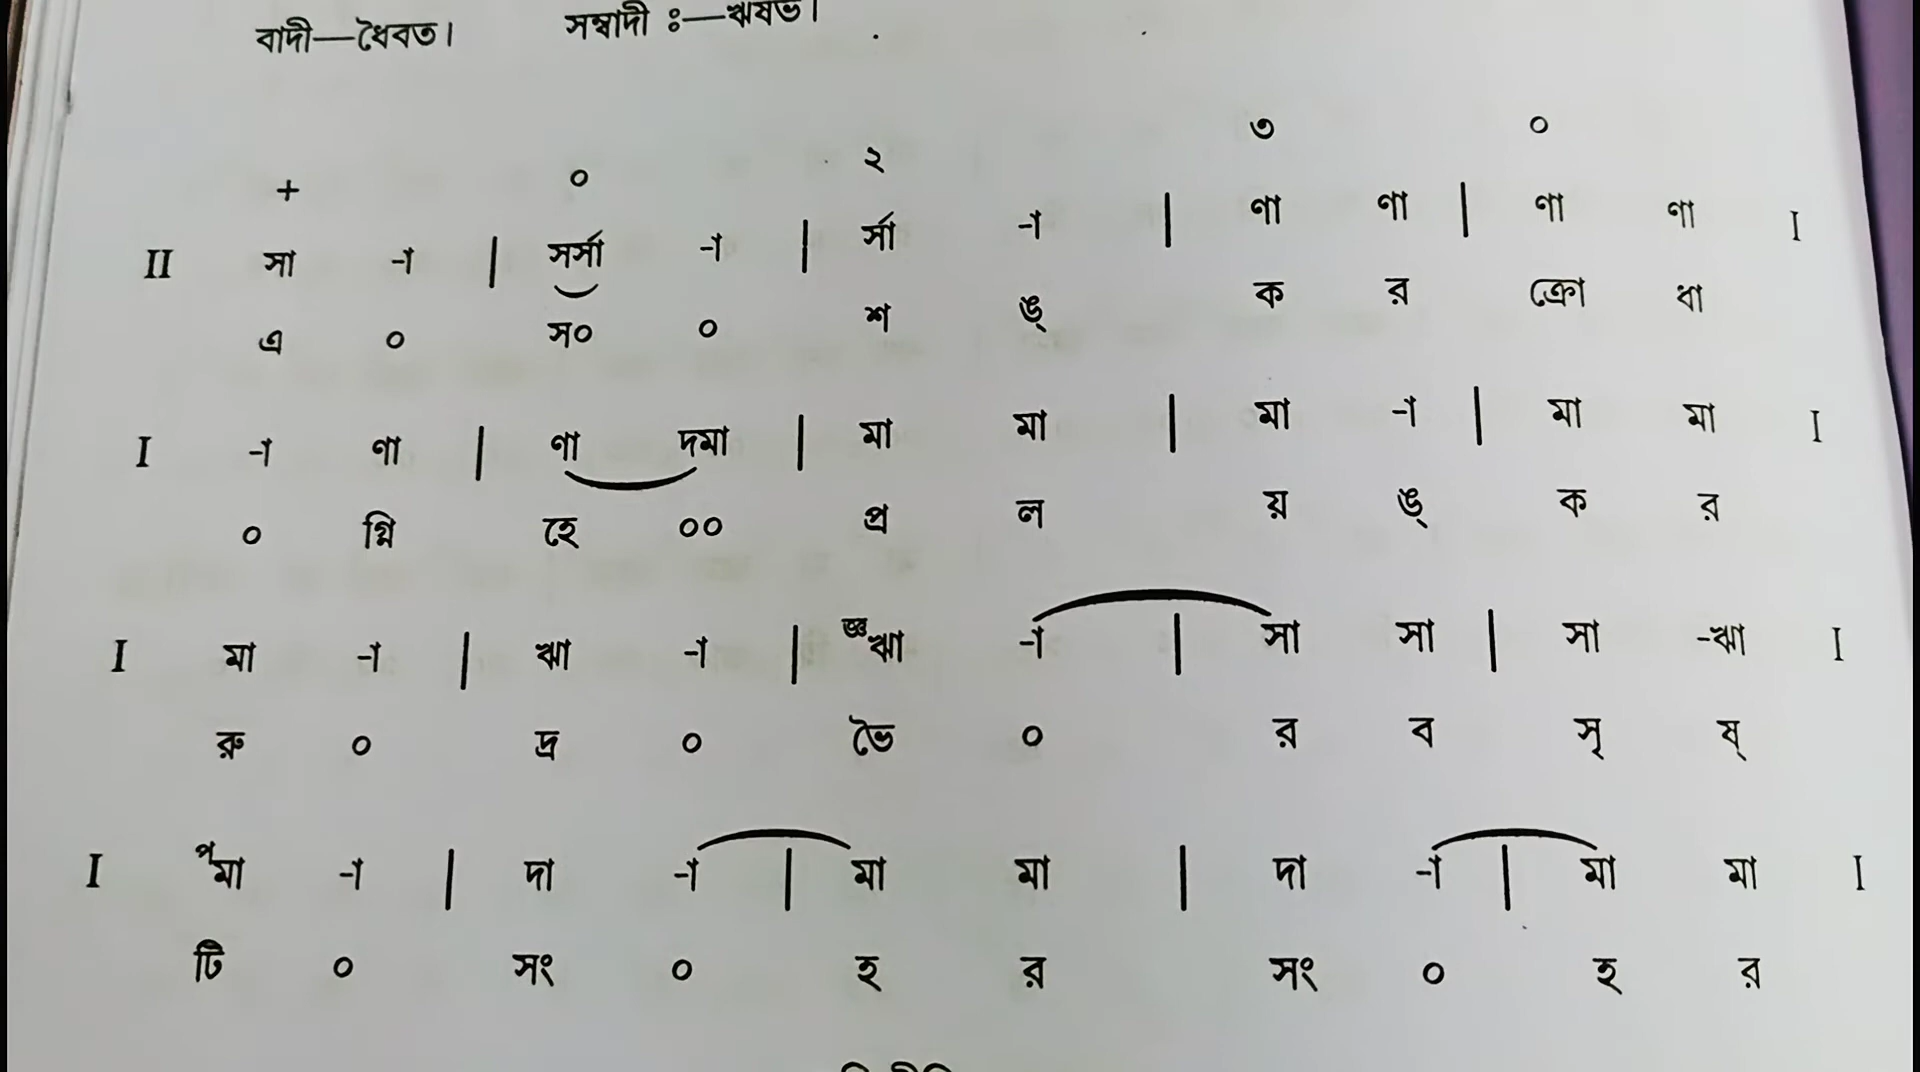 বাদী—ধৈবত। সম্বাদী ঃ—ঋষভ।
+ ০ ২ ৩ ০
II সা -া | সর্সা -া | র্সা -া | ণা ণা | ণা ণা I
এ ০ স০ ০ শ ঙ্ ক র ক্রো ধা
I -া ণা | ণা দমা | মা মা | মা -া | মা মা I
০ গ্নি হে ০০ প্র ল য় ঙ্ ক র
I মা -া | ঋা -া | জ্ঞঋা -া | সা সা | সা -ঋা I
রু ০ দ্র ০ ভৈ ০ র ব সৃ ষ্
I পমা -া | দা -া | মা মা | দা -া | মা মা I
টি ০ সং ০ হ র সং ০ হ র